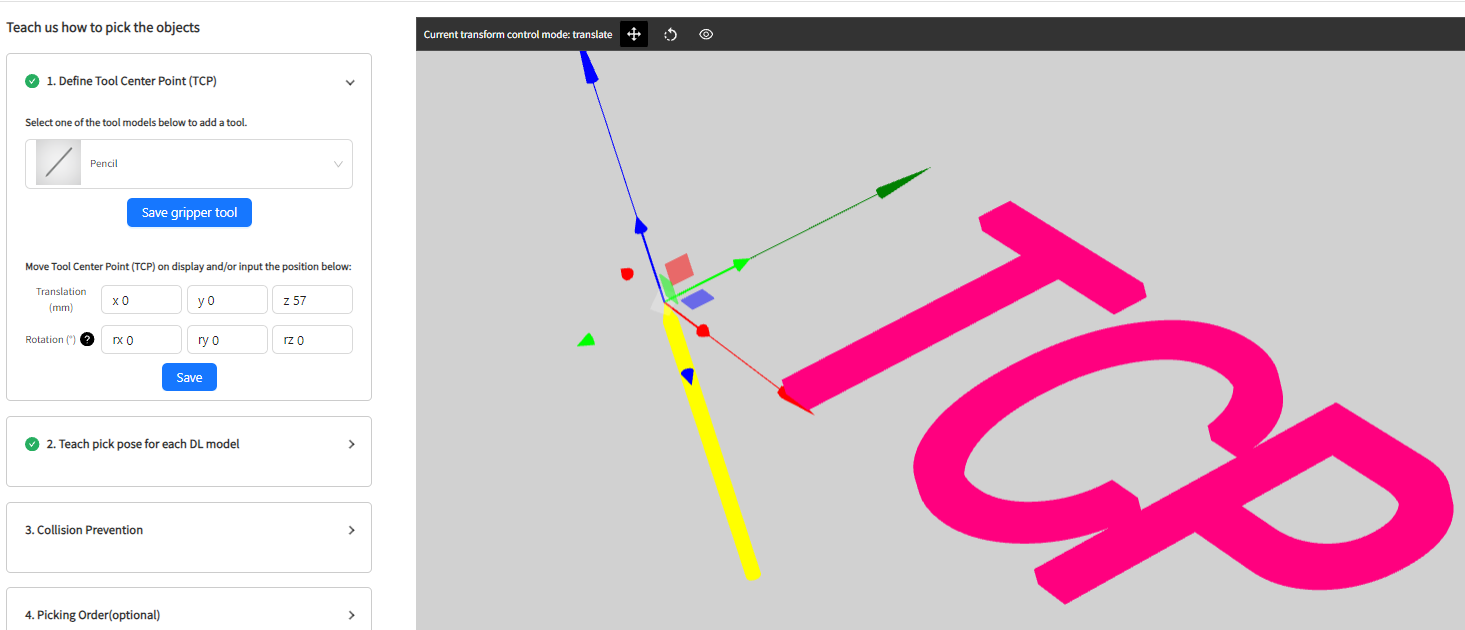 Teach us how to pick the objects
Current transform control mode: translate
1. Define Tool Center Point (TCP)
Select one of the tool models below to add a tool.
Pencil
Save gripper tool
Move Tool Center Point (TCP) on display and/or input the position below:
Translation (mm) x 0 y 0 z 57
Rotation (°) ? rx 0 ry 0 rz 0
Save
2. Teach pick pose for each DL model
3. Collision Prevention
4. Picking Order(optional)
TCP